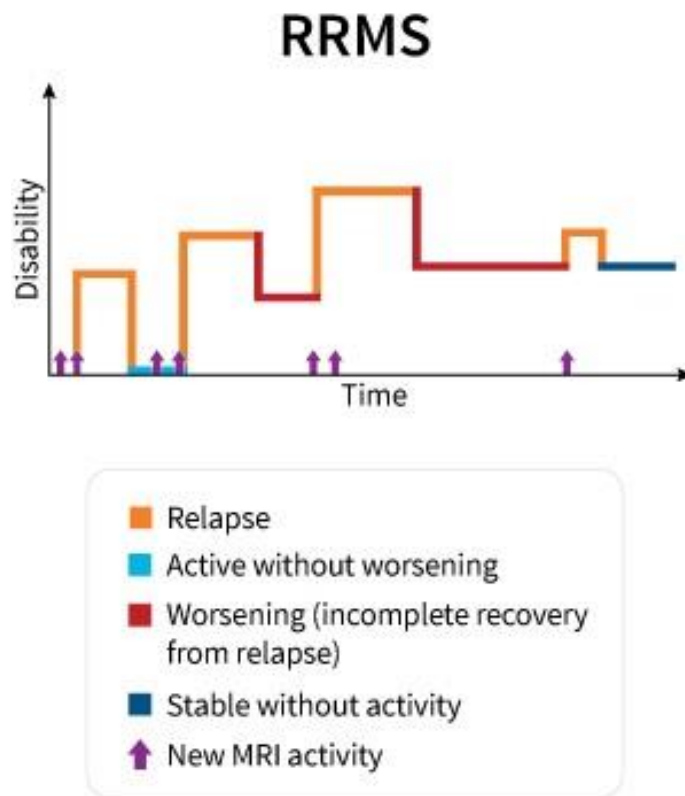 RRMS
Disability
Time
Relapse
Active without worsening
Worsening (incomplete recovery
from relapse)
Stable without activity
New MRI activity